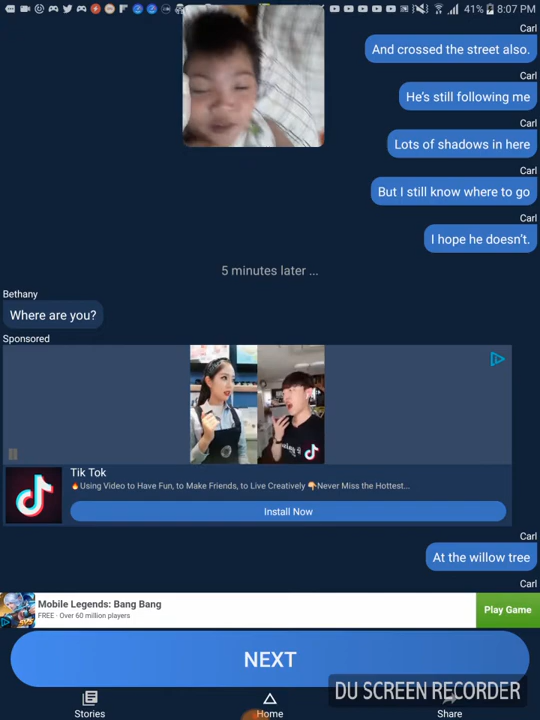 41% 8:07 PM
Carl
And crossed the street also.
Carl
He's still following me
Carl
Lots of shadows in here
Carl
But I still know where to go
Carl
I hope he doesn't.
5 minutes later ...
Bethany
Where are you?
Sponsored
Tik Tok
🔥Using Video to Have Fun, to Make Friends, to Live Creatively 👇Never Miss the Hottest...
Install Now
Carl
At the willow tree
Carl
Mobile Legends: Bang Bang
FREE · Over 60 million players
Play Game
NEXT
DU SCREEN RECORDER
Stories
Home
Share